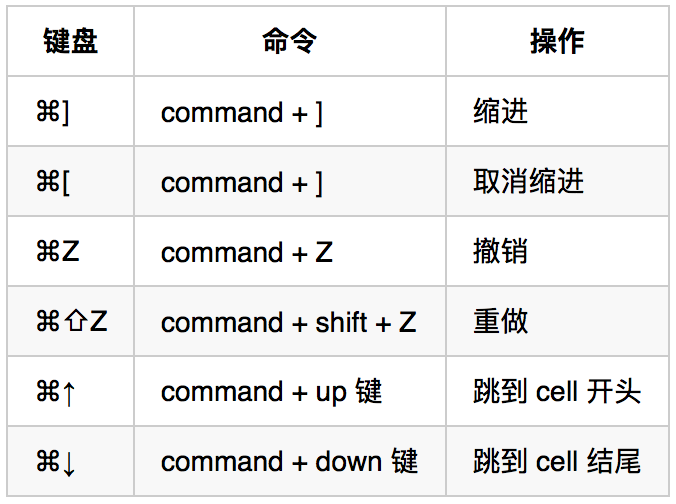 键盘 命令 操作
⌘] command + ] 缩进
⌘[ command + ] 取消缩进
⌘Z command + Z 撤销
⌘⇧Z command + shift + Z 重做
⌘↑ command + up 键 跳到 cell 开头
⌘↓ command + down 键 跳到 cell 结尾